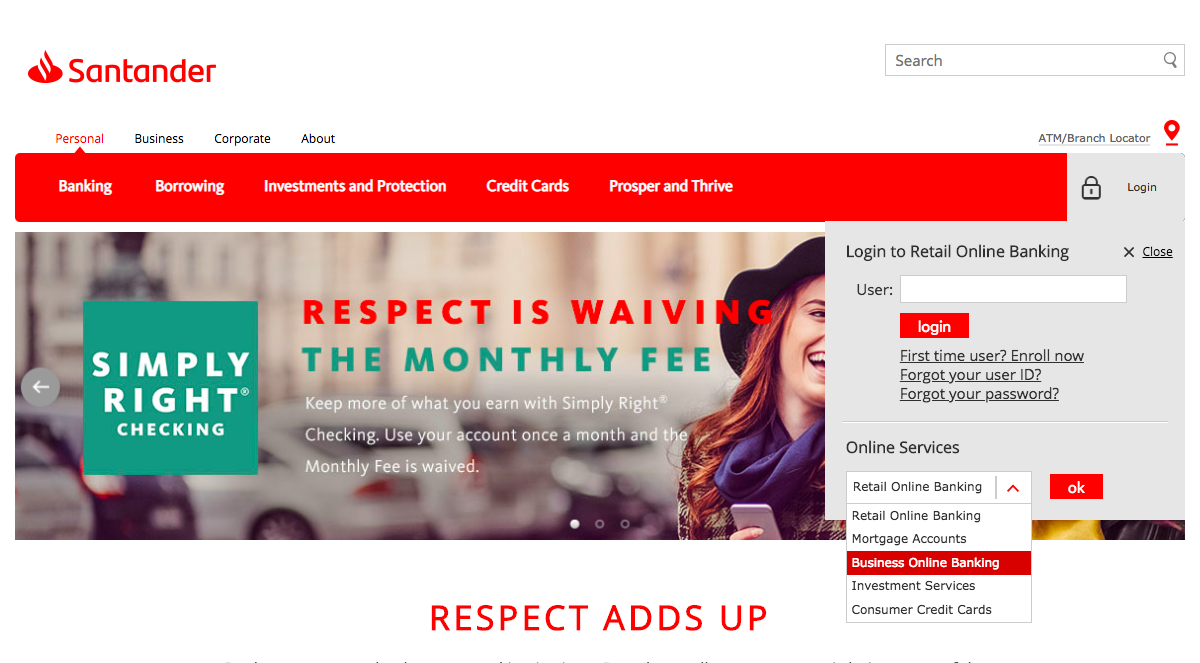 Santander
Search
Personal Business Corporate About
ATM/Branch Locator
Banking Borrowing Investments and Protection Credit Cards Prosper and Thrive
Login
SIMPLY
RIGHT®
CHECKING
RESPECT IS WAIVING
THE MONTHLY FEE
Keep more of what you earn with Simply Right®
Checking. Use your account once a month and the
Monthly Fee is waived.
Login to Retail Online Banking
Close
User:
login
First time user? Enroll now
Forgot your user ID?
Forgot your password?
Online Services
Retail Online Banking
ok
Retail Online Banking
Mortgage Accounts
Business Online Banking
Investment Services
Consumer Credit Cards
RESPECT ADDS UP